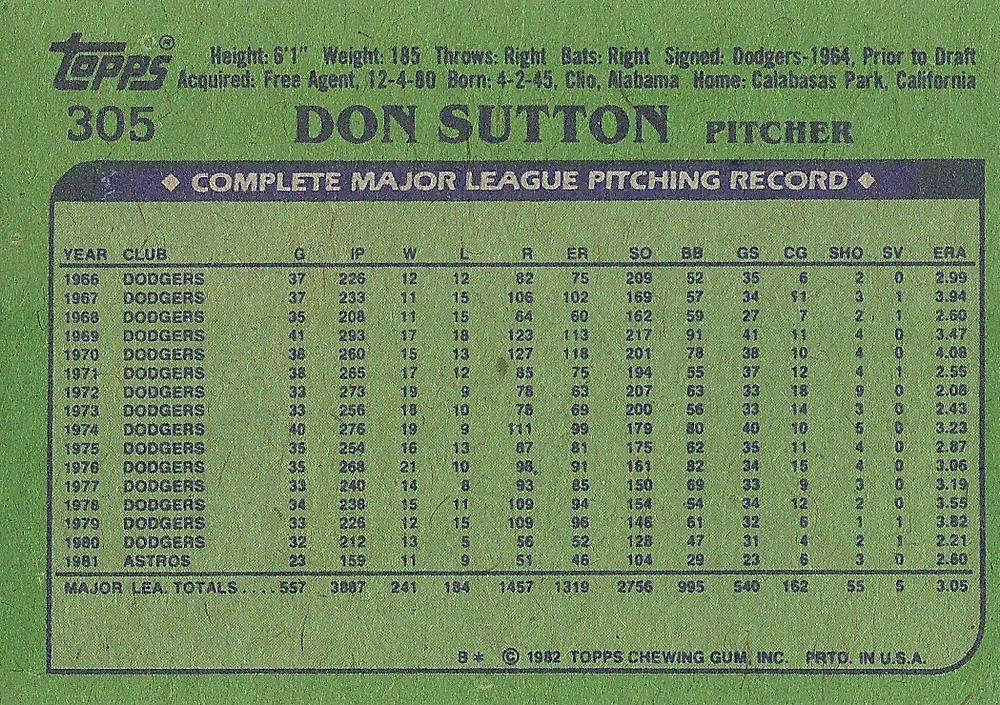 Topps® Height: 6'1" Weight: 185 Throws: Right Bats: Right Signed: Dodgers-1964, Prior to Draft
Acquired: Free Agent, 12-4-80 Born: 4-2-45, Clio, Alabama Home: Calabasas Park, California
305 DON SUTTON PITCHER
◆ COMPLETE MAJOR LEAGUE PITCHING RECORD ◆
YEAR CLUB G IP W L R ER SO BB GS CG SHO SV ERA
1966 DODGERS 37 226 12 12 82 75 209 52 35 6 2 0 2.99
1967 DODGERS 37 233 11 15 106 102 169 57 34 11 3 1 3.94
1968 DODGERS 35 208 11 15 64 60 162 59 27 7 2 1 2.60
1969 DODGERS 41 293 17 18 123 113 217 91 41 11 4 0 3.47
1970 DODGERS 38 260 15 13 127 118 201 78 38 10 4 0 4.08
1971 DODGERS 38 265 17 12 85 75 194 55 37 12 4 1 2.55
1972 DODGERS 33 273 19 9 78 63 207 63 33 18 9 0 2.08
1973 DODGERS 33 256 18 10 78 69 200 56 33 14 3 0 2.43
1974 DODGERS 40 276 19 9 111 99 179 80 40 10 5 0 3.23
1975 DODGERS 35 254 16 13 87 81 175 62 35 11 4 0 2.87
1976 DODGERS 35 268 21 10 98 91 161 82 34 15 4 0 3.06
1977 DODGERS 33 240 14 8 93 85 150 69 33 9 3 0 3.19
1978 DODGERS 34 238 15 11 109 94 154 54 34 12 2 0 3.55
1979 DODGERS 33 226 12 15 109 96 146 61 32 6 1 1 3.82
1980 DODGERS 32 212 13 5 56 52 128 47 31 4 2 1 2.21
1981 ASTROS 23 159 11 9 51 46 104 29 23 6 3 0 2.60
MAJOR LEA. TOTALS.... 557 3887 241 184 1457 1319 2756 995 540 162 55 5 3.05
B* © 1982 TOPPS CHEWING GUM, INC. PRTD. IN U.S.A.